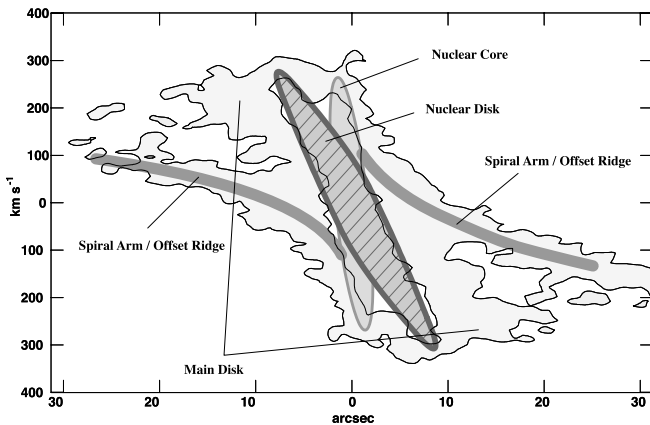 400
300
200
100
0
100
200
300
400
km s-1
Nuclear Core
Nuclear Disk
Spiral Arm / Offset Ridge
Spiral Arm / Offset Ridge
Main Disk
30 20 10 0 10 20 30
arcsec